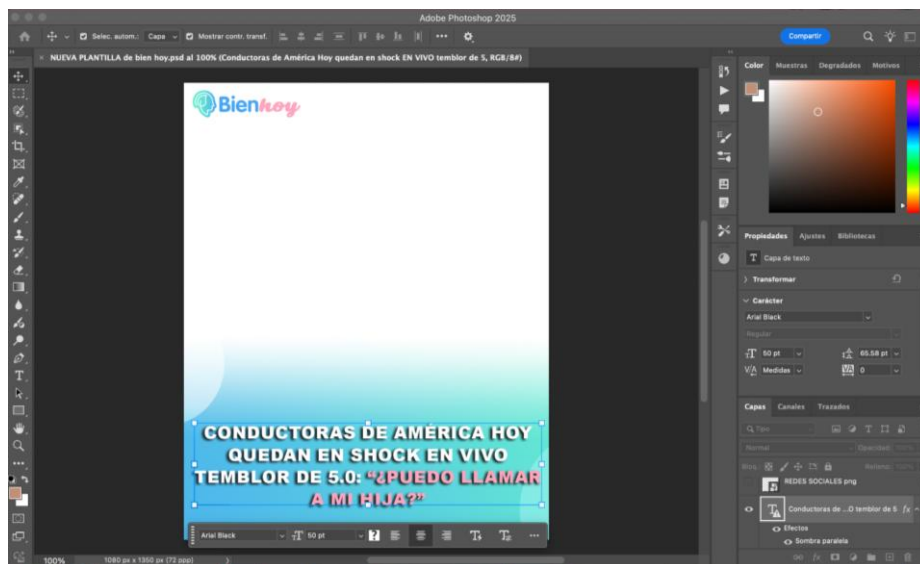 Adobe Photoshop 2025
Selec. autom.: Capa Mostrar contr. transf. Compartir
× NUEVA PLANTILLA de bien hoy.psd al 100% (Conductoras de América Hoy quedan en shock EN VIVO temblor de 5, RGB/8#)
Bienhoy
CONDUCTORAS DE AMÉRICA HOY
QUEDAN EN SHOCK EN VIVO
TEMBLOR DE 5.0: “¿PUEDO LLAMAR
A MI HIJA?”
Arial Black 50 pt
100% 1080 px x 1350 px (72 ppp)
Color Muestras Degradados Motivos
Propiedades Ajustes Bibliotecas
T Capa de texto
Transformar
Carácter
Arial Black
Regular
50 pt 65.58 pt
Medidas 0
Capas Canales Trazados
Tipo
Normal Opacidad:
Bloq.: Relleno:
REDES SOCIALES png
Conductoras de ...O temblor de 5 fx
Efectos
Sombra paralela